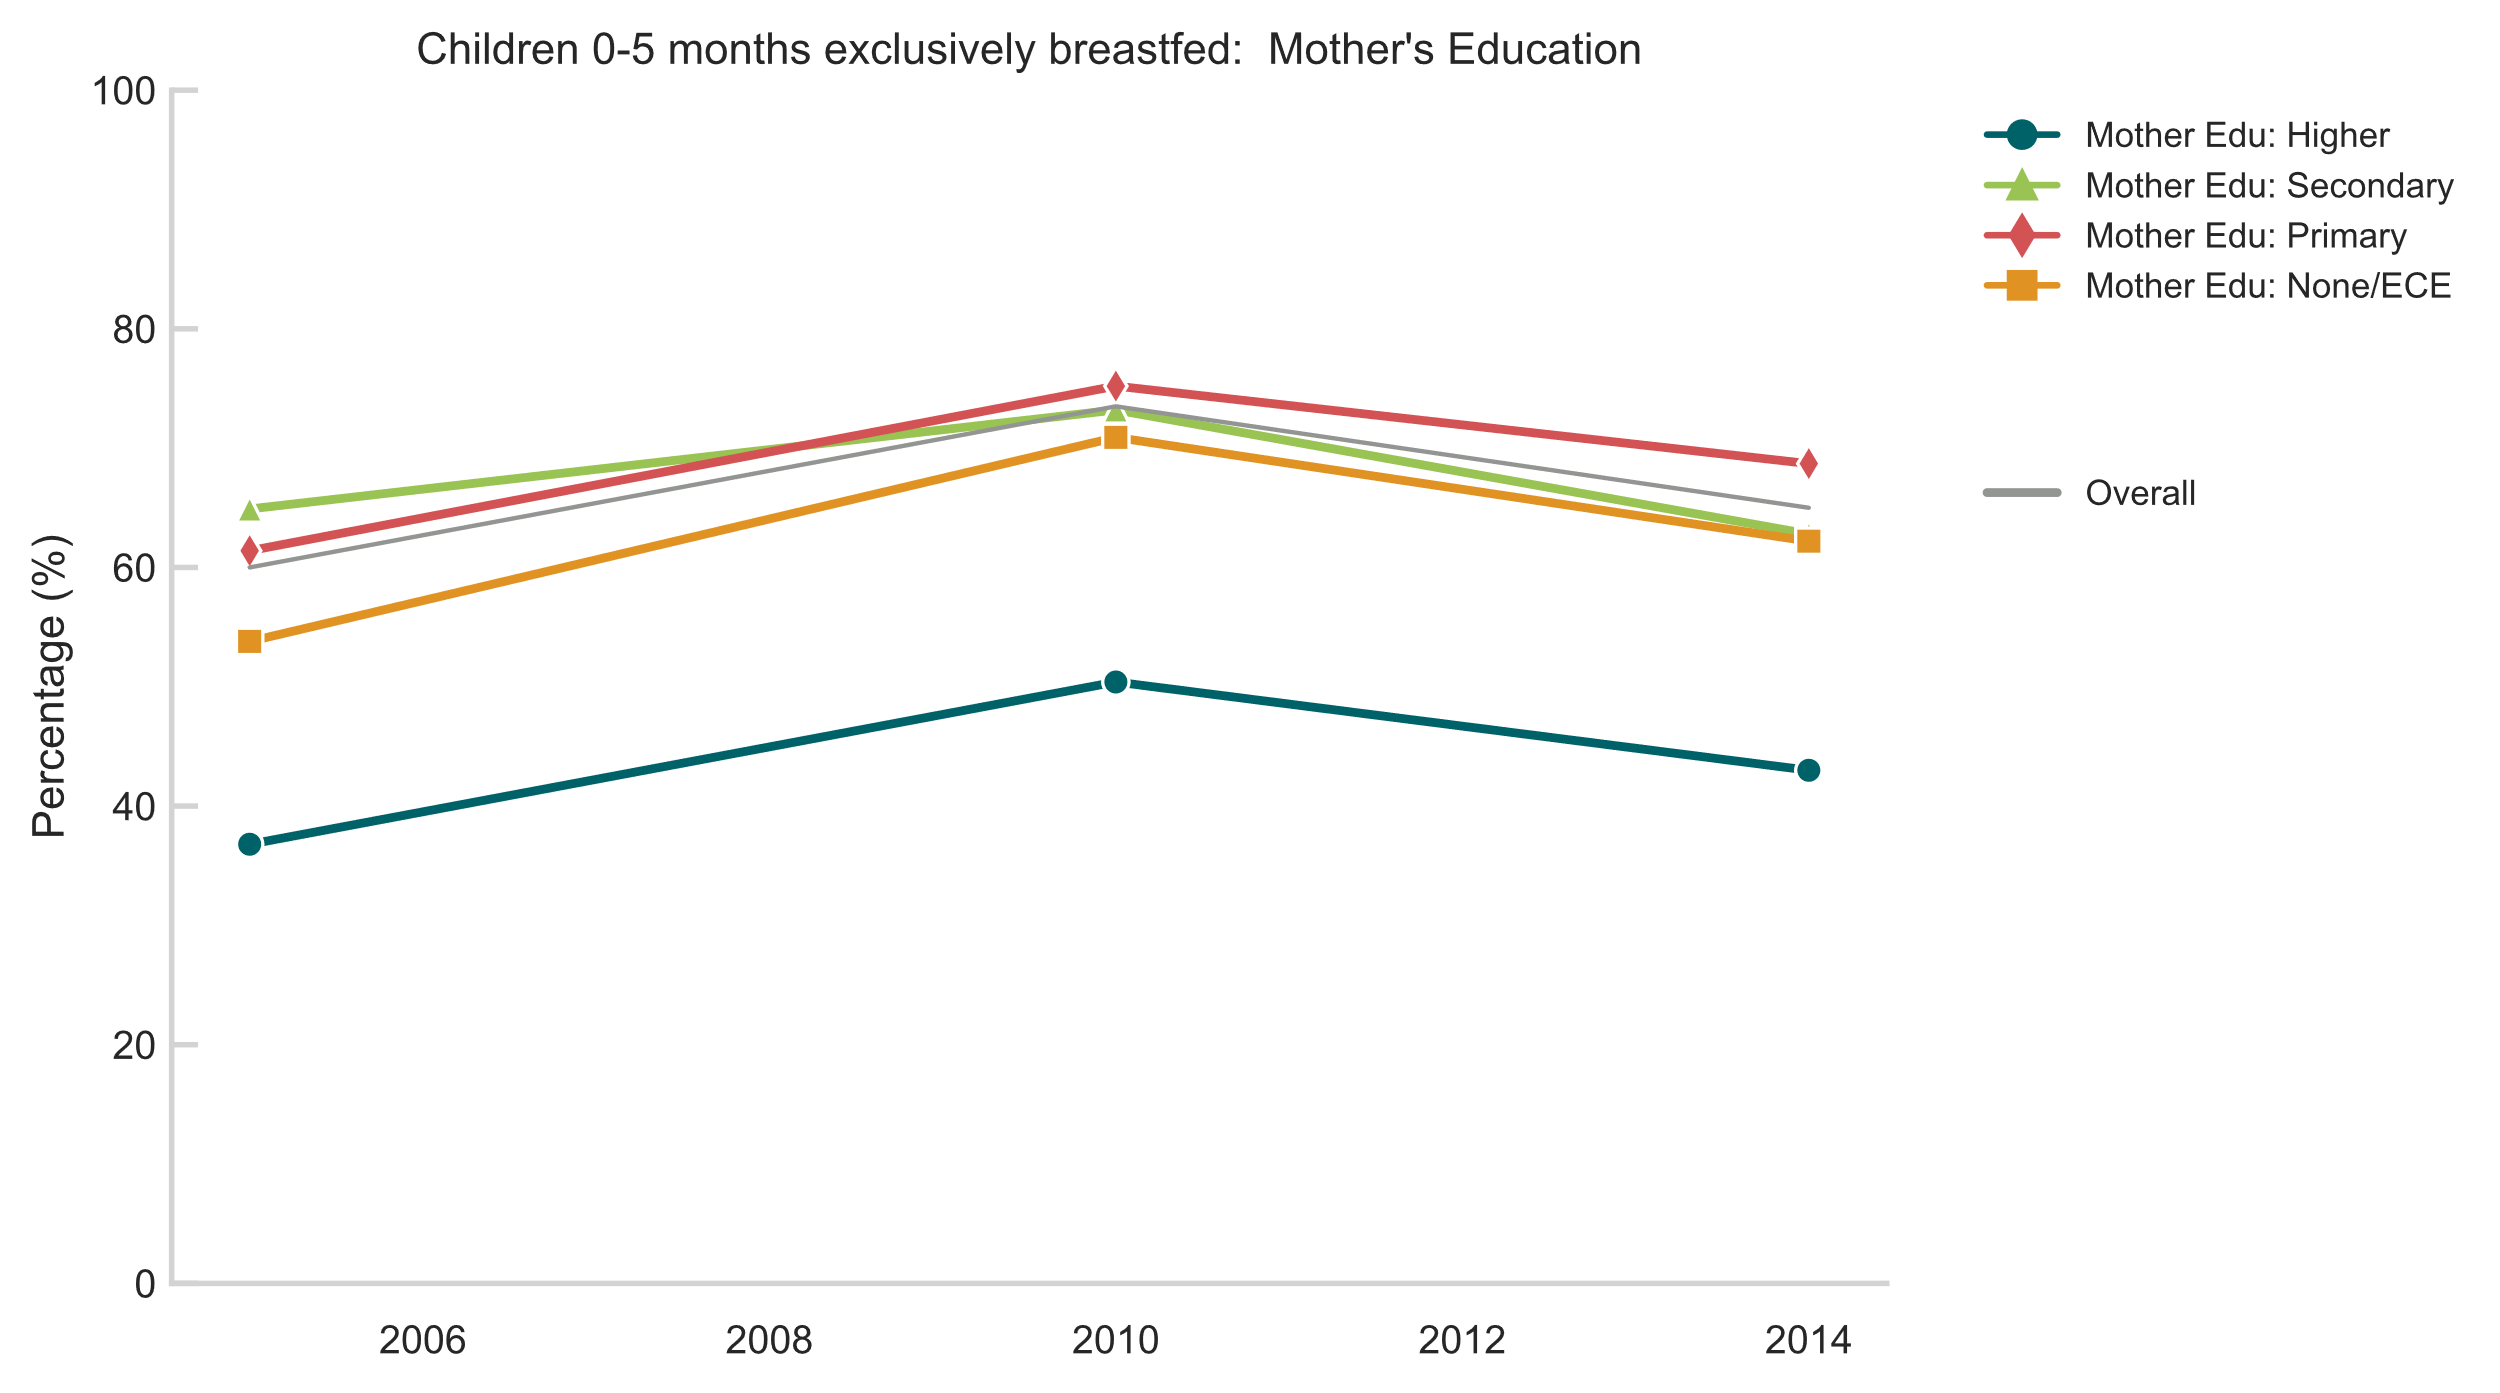 Children 0-5 months exclusively breastfed:  Mother's Education
100
80
60
40
20
0
Percentage (%)
2006 2008 2010 2012 2014
Mother Edu: Higher
Mother Edu: Secondary
Mother Edu: Primary
Mother Edu: None/ECE
Overall